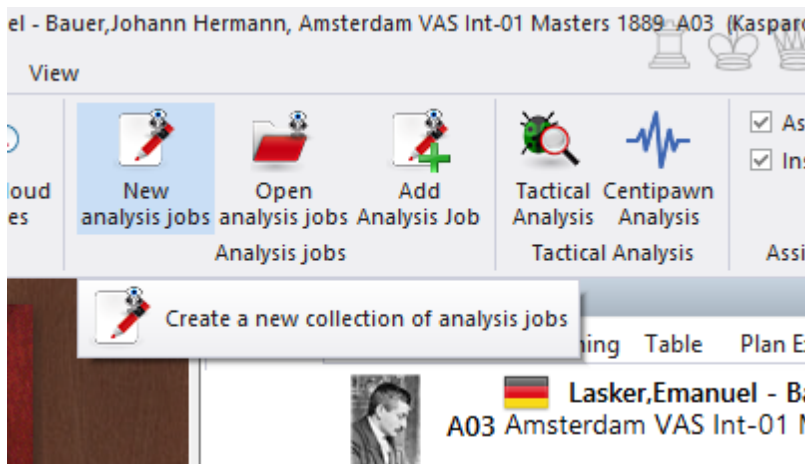 el - Bauer,Johann Hermann, Amsterdam VAS Int-01 Masters 1889 A03 (Kasparo
View
loud New Open Add Tactical Centipawn As
es analysis jobs analysis jobs Analysis Job Analysis Analysis Ins
Analysis jobs Tactical Analysis Assi
Create a new collection of analysis jobs
ning Table Plan E
Lasker,Emanuel - Ba
A03 Amsterdam VAS Int-01 M